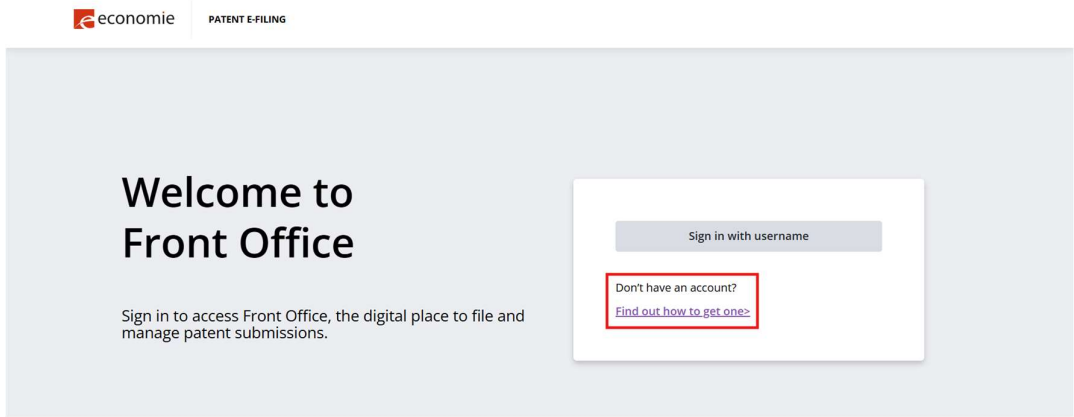 economie
PATENT E-FILING
Welcome to
Front Office
Sign in to access Front Office, the digital place to file and
manage patent submissions.
Sign in with username
Don’t have an account?
Find out how to get one>